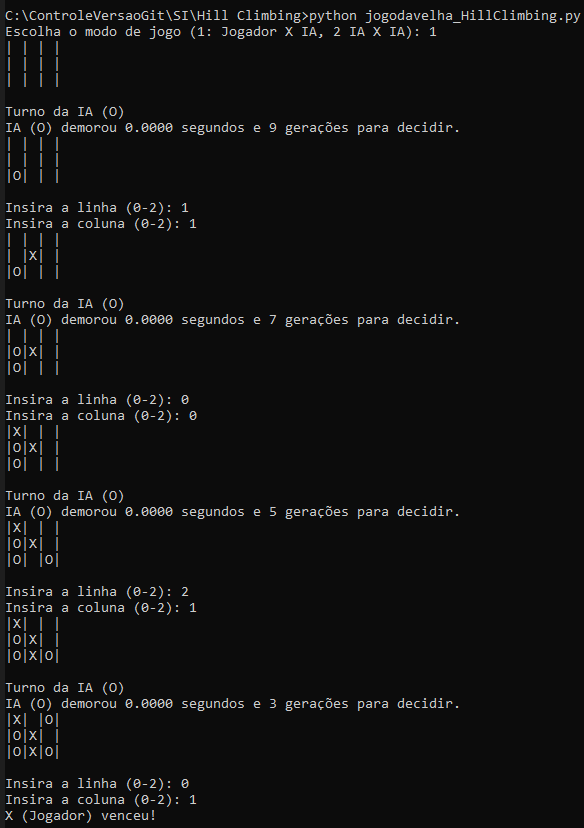 C:\ControleVersaoGit\SI\Hill Climbing>python jogodavelha_HillClimbing.py
Escolha o modo de jogo (1: Jogador X IA, 2 IA X IA): 1
| | | |
| | | |
| | | |

Turno da IA (O)
IA (O) demorou 0.0000 segundos e 9 gerações para decidir.
| | | |
| | | |
|O| | |

Insira a linha (0-2): 1
Insira a coluna (0-2): 1
| | | |
| |X| |
|O| | |

Turno da IA (O)
IA (O) demorou 0.0000 segundos e 7 gerações para decidir.
| | | |
|O|X| |
|O| | |

Insira a linha (0-2): 0
Insira a coluna (0-2): 0
|X| | |
|O|X| |
|O| | |

Turno da IA (O)
IA (O) demorou 0.0000 segundos e 5 gerações para decidir.
|X| | |
|O|X| |
|O| |O|

Insira a linha (0-2): 2
Insira a coluna (0-2): 1
|X| | |
|O|X| |
|O|X|O|

Turno da IA (O)
IA (O) demorou 0.0000 segundos e 3 gerações para decidir.
|X| |O|
|O|X| |
|O|X|O|

Insira a linha (0-2): 0
Insira a coluna (0-2): 1
X (Jogador) venceu!